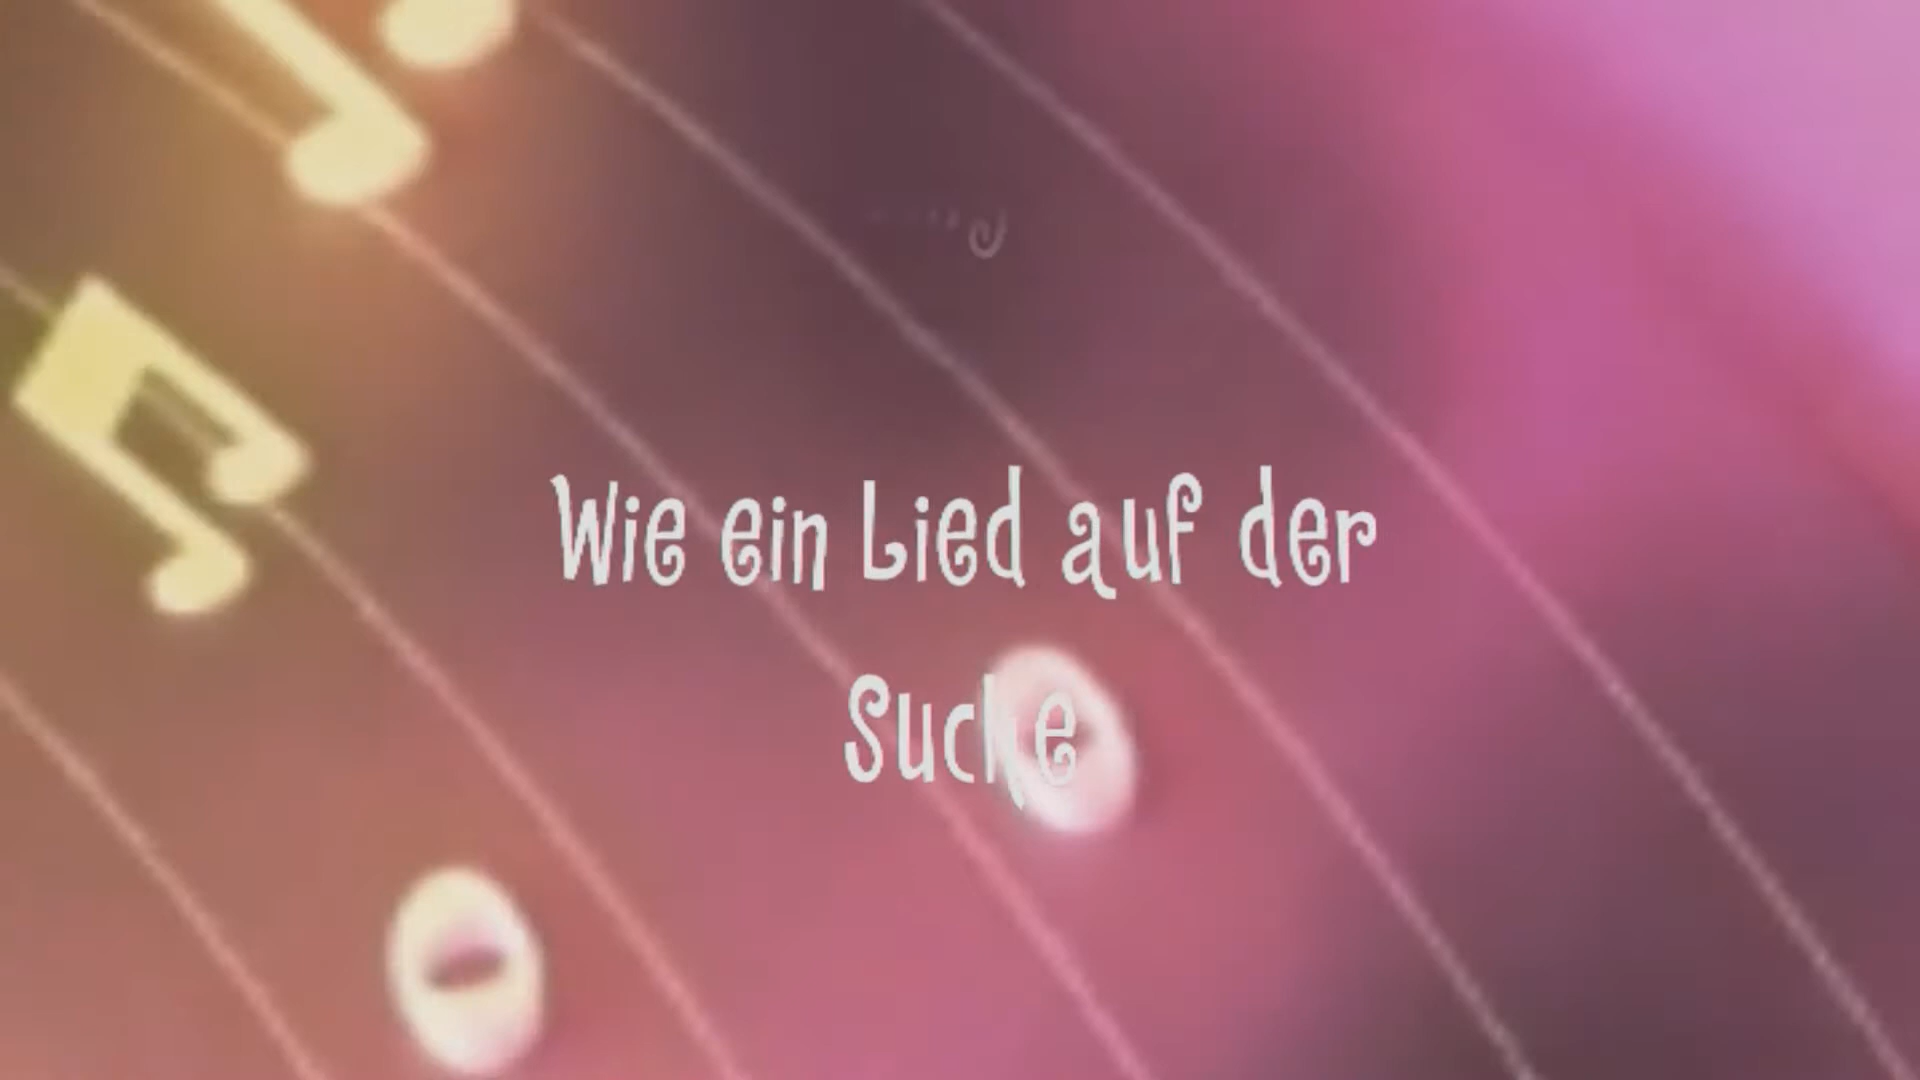 Wie ein Lied auf der
Suche